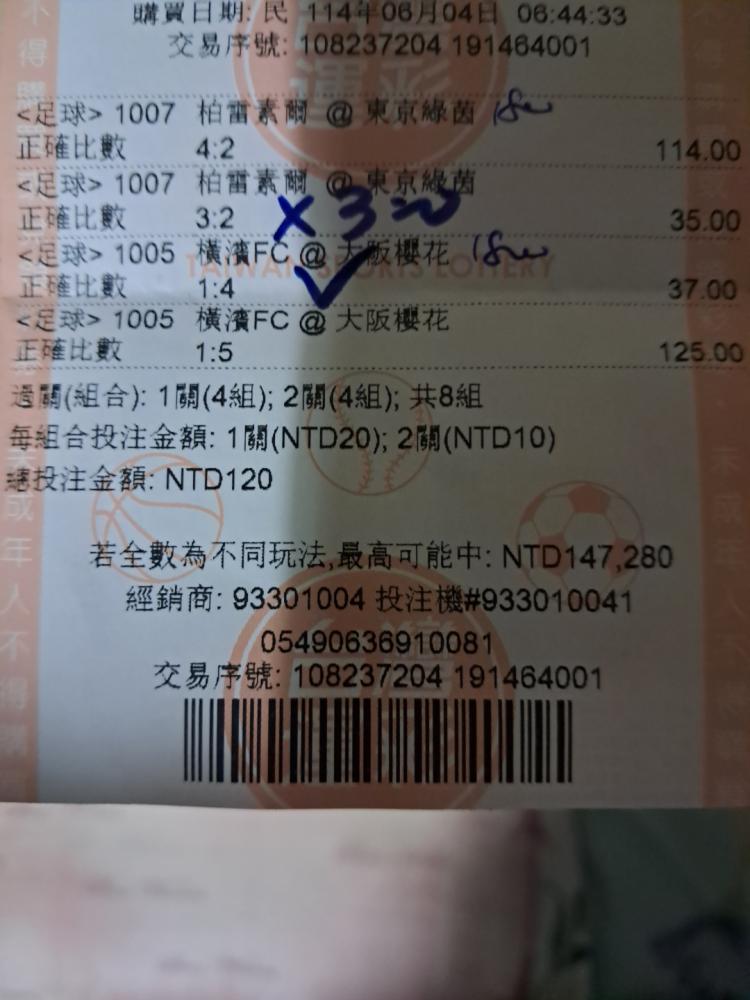 購買日期: 民 114年06月04日 06:44:33
交易序號: 108237204 191464001
<足球> 1007 柏雷素爾 @ 東京綠茵
正確比數 4:2 114.00
<足球> 1007 柏雷素爾 @ 東京綠茵
正確比數 3:2 35.00
<足球> 1005 橫濱FC @ 大阪櫻花
TAIWAN SPORTS LOTTERY
正確比數 1:4 37.00
<足球> 1005 橫濱FC @ 大阪櫻花
正確比數 1:5 125.00
過關(組合): 1關(4組); 2關(4組); 共8組
每組合投注金額: 1關(NTD20); 2關(NTD10)
總投注金額: NTD120
若全數為不同玩法,最高可能中: NTD147,280
經銷商: 93301004 投注機#933010041
05490636910081
交易序號: 108237204 191464001